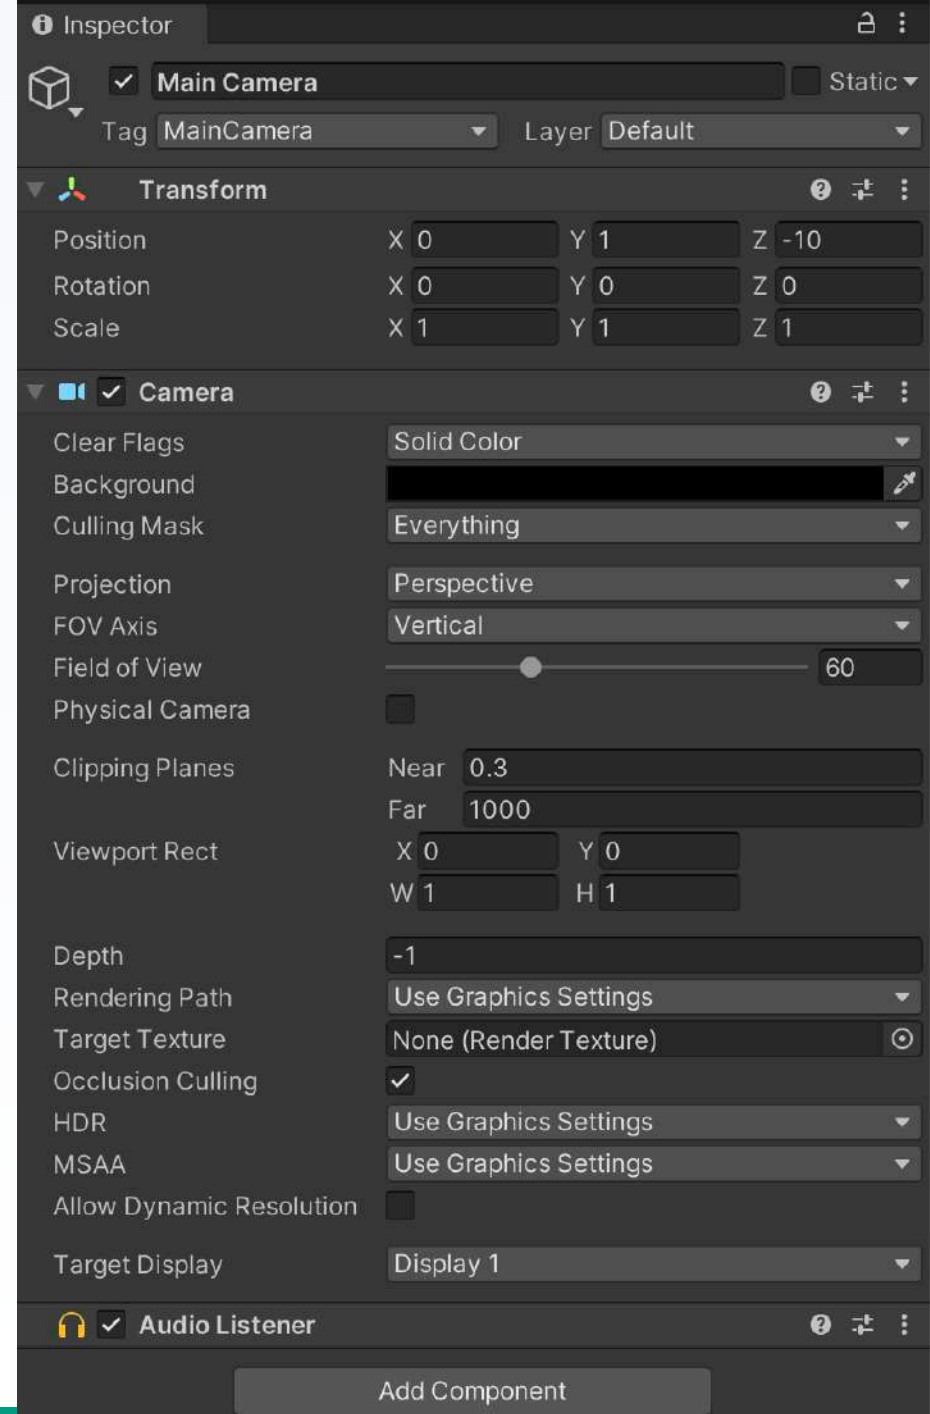 Inspector
Main Camera Static
Tag MainCamera Layer Default
Transform
Position X 0 Y 1 Z -10
Rotation X 0 Y 0 Z 0
Scale X 1 Y 1 Z 1
Camera
Clear Flags Solid Color
Background
Culling Mask Everything
Projection Perspective
FOV Axis Vertical
Field of View 60
Physical Camera
Clipping Planes Near 0.3
Far 1000
Viewport Rect X 0 Y 0
W 1 H 1
Depth -1
Rendering Path Use Graphics Settings
Target Texture None (Render Texture)
Occlusion Culling
HDR Use Graphics Settings
MSAA Use Graphics Settings
Allow Dynamic Resolution
Target Display Display 1
Audio Listener
Add Component